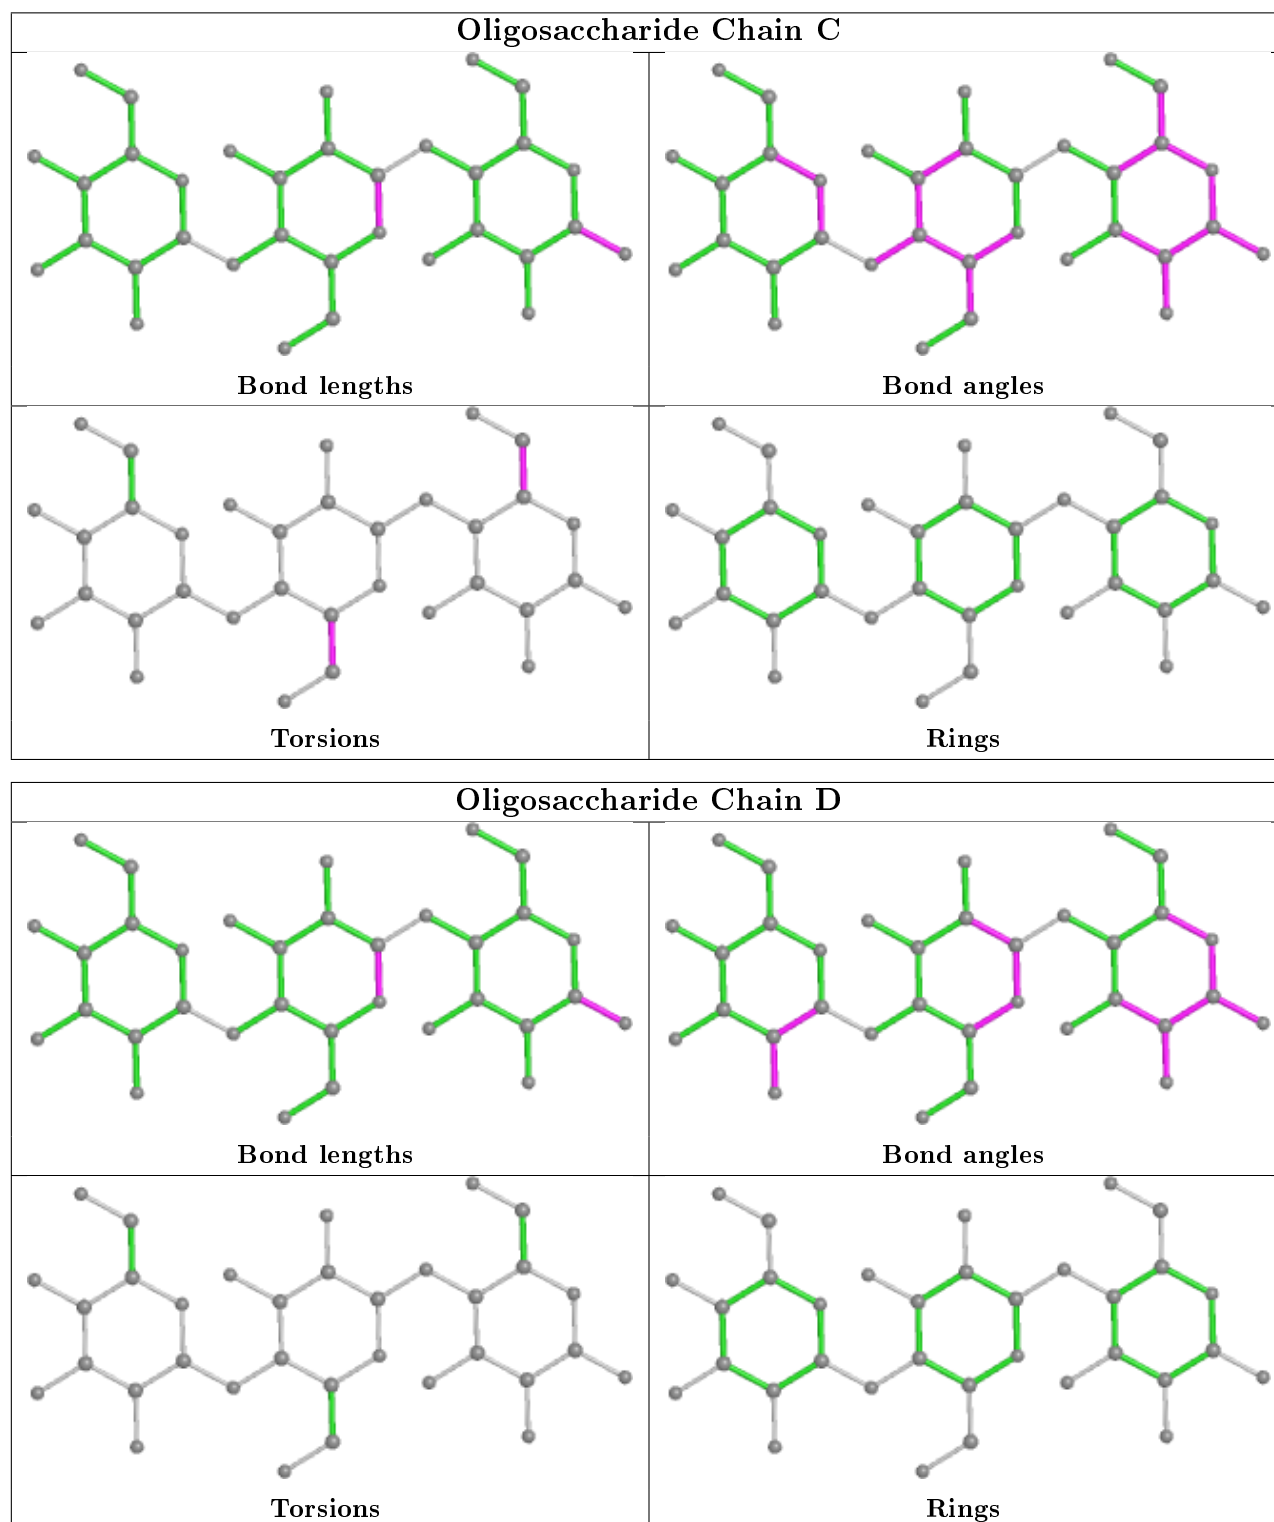 Oligosaccharide Chain C
Bond lengths
Bond angles
Torsions
Rings
Oligosaccharide Chain D
Bond lengths
Bond angles
Torsions
Rings